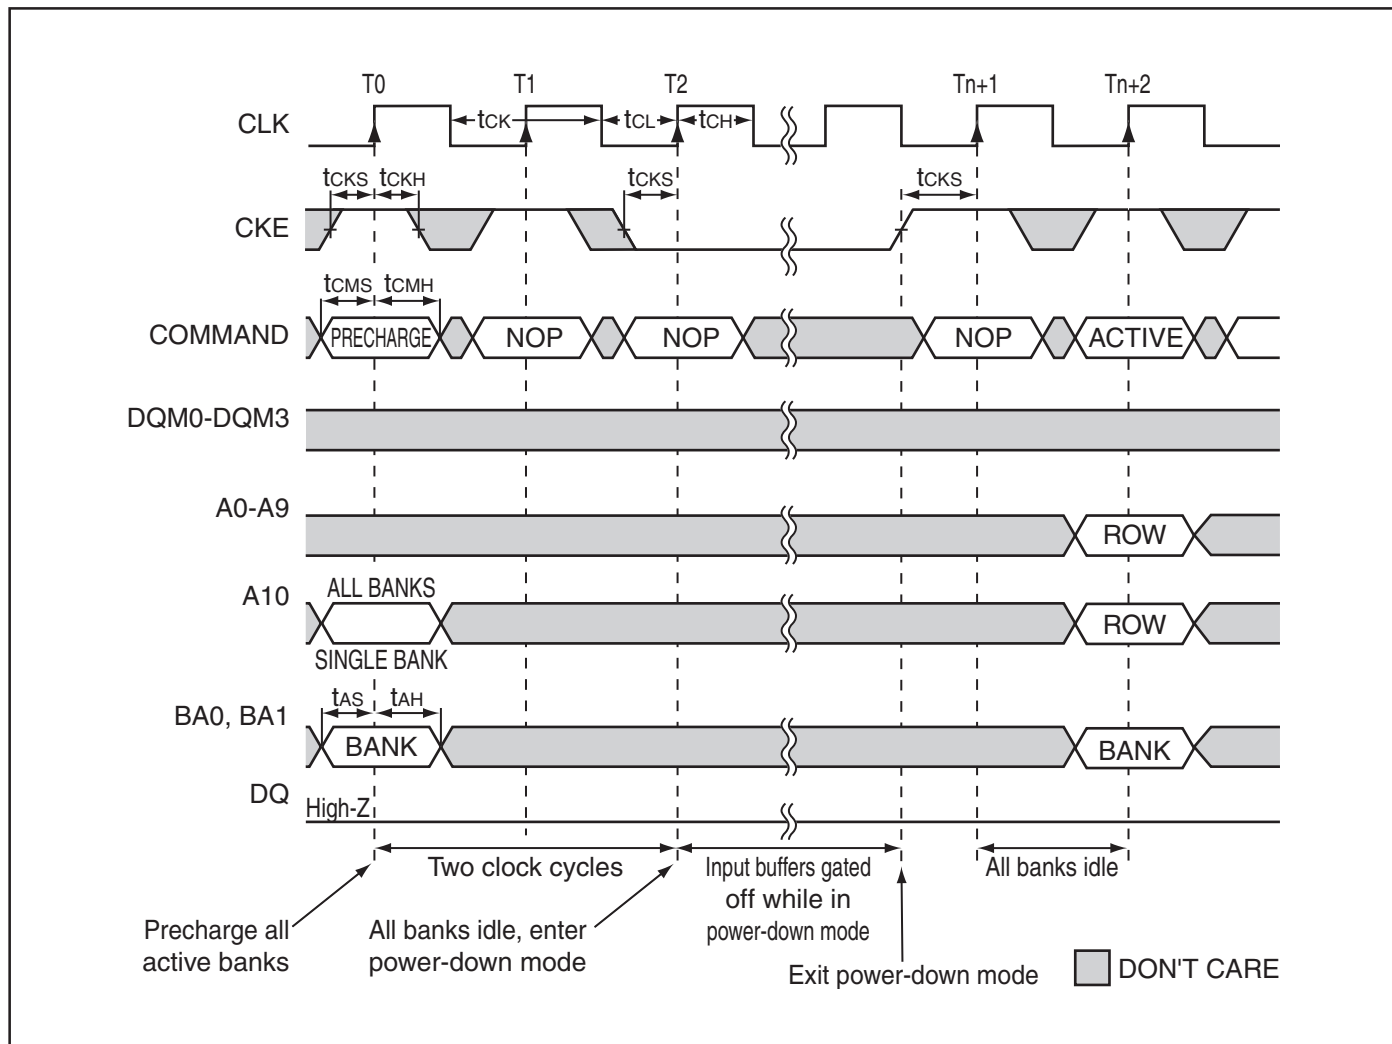 T0 T1 T2 Tn+1 Tn+2
CLK tCK tCL tCH
tCKS tCKH tCKS tCKS
CKE
tCMS tCMH
COMMAND PRECHARGE NOP NOP NOP ACTIVE
DQM0-DQM3
A0-A9 ROW
ALL BANKS
A10 ROW
SINGLE BANK
tAS tAH
BA0, BA1 BANK BANK
DQ
High-Z
Two clock cycles
Input buffers gated
off while in
power-down mode
All banks idle
Precharge all
active banks
All banks idle, enter
power-down mode
Exit power-down mode
DON'T CARE